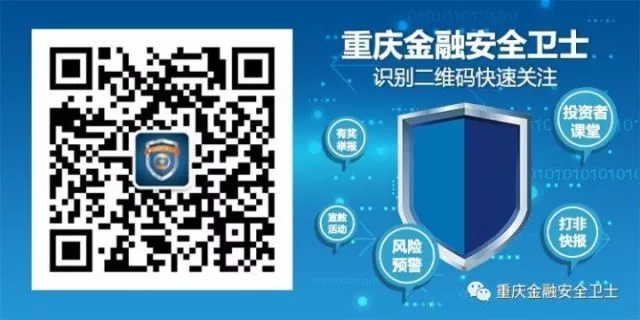 重庆金融安全卫士
识别二维码快速关注
有奖
举报
投资者
课堂
宣教
活动
风险
预警
打非
快报
重庆金融安全卫士